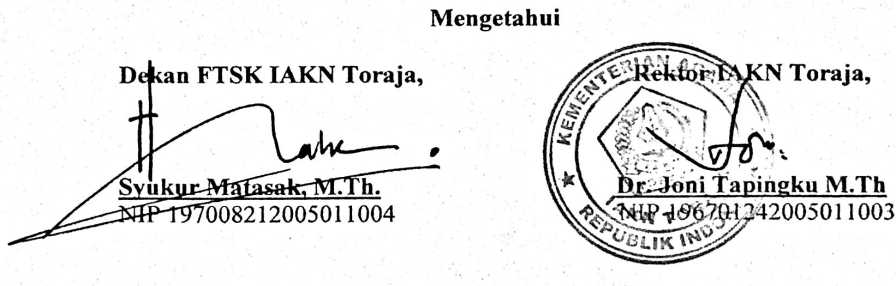 Mengetahui
Dekan FTSK IAKN Toraja,
Rektor IAKN Toraja,
Syukur Matasak, M.Th.
NIP 197008212005011004
Dr. Joni Tapingku M.Th
NIP 196701242005011003
KEMENTERIAN AGAMA
REPUBLIK INDO